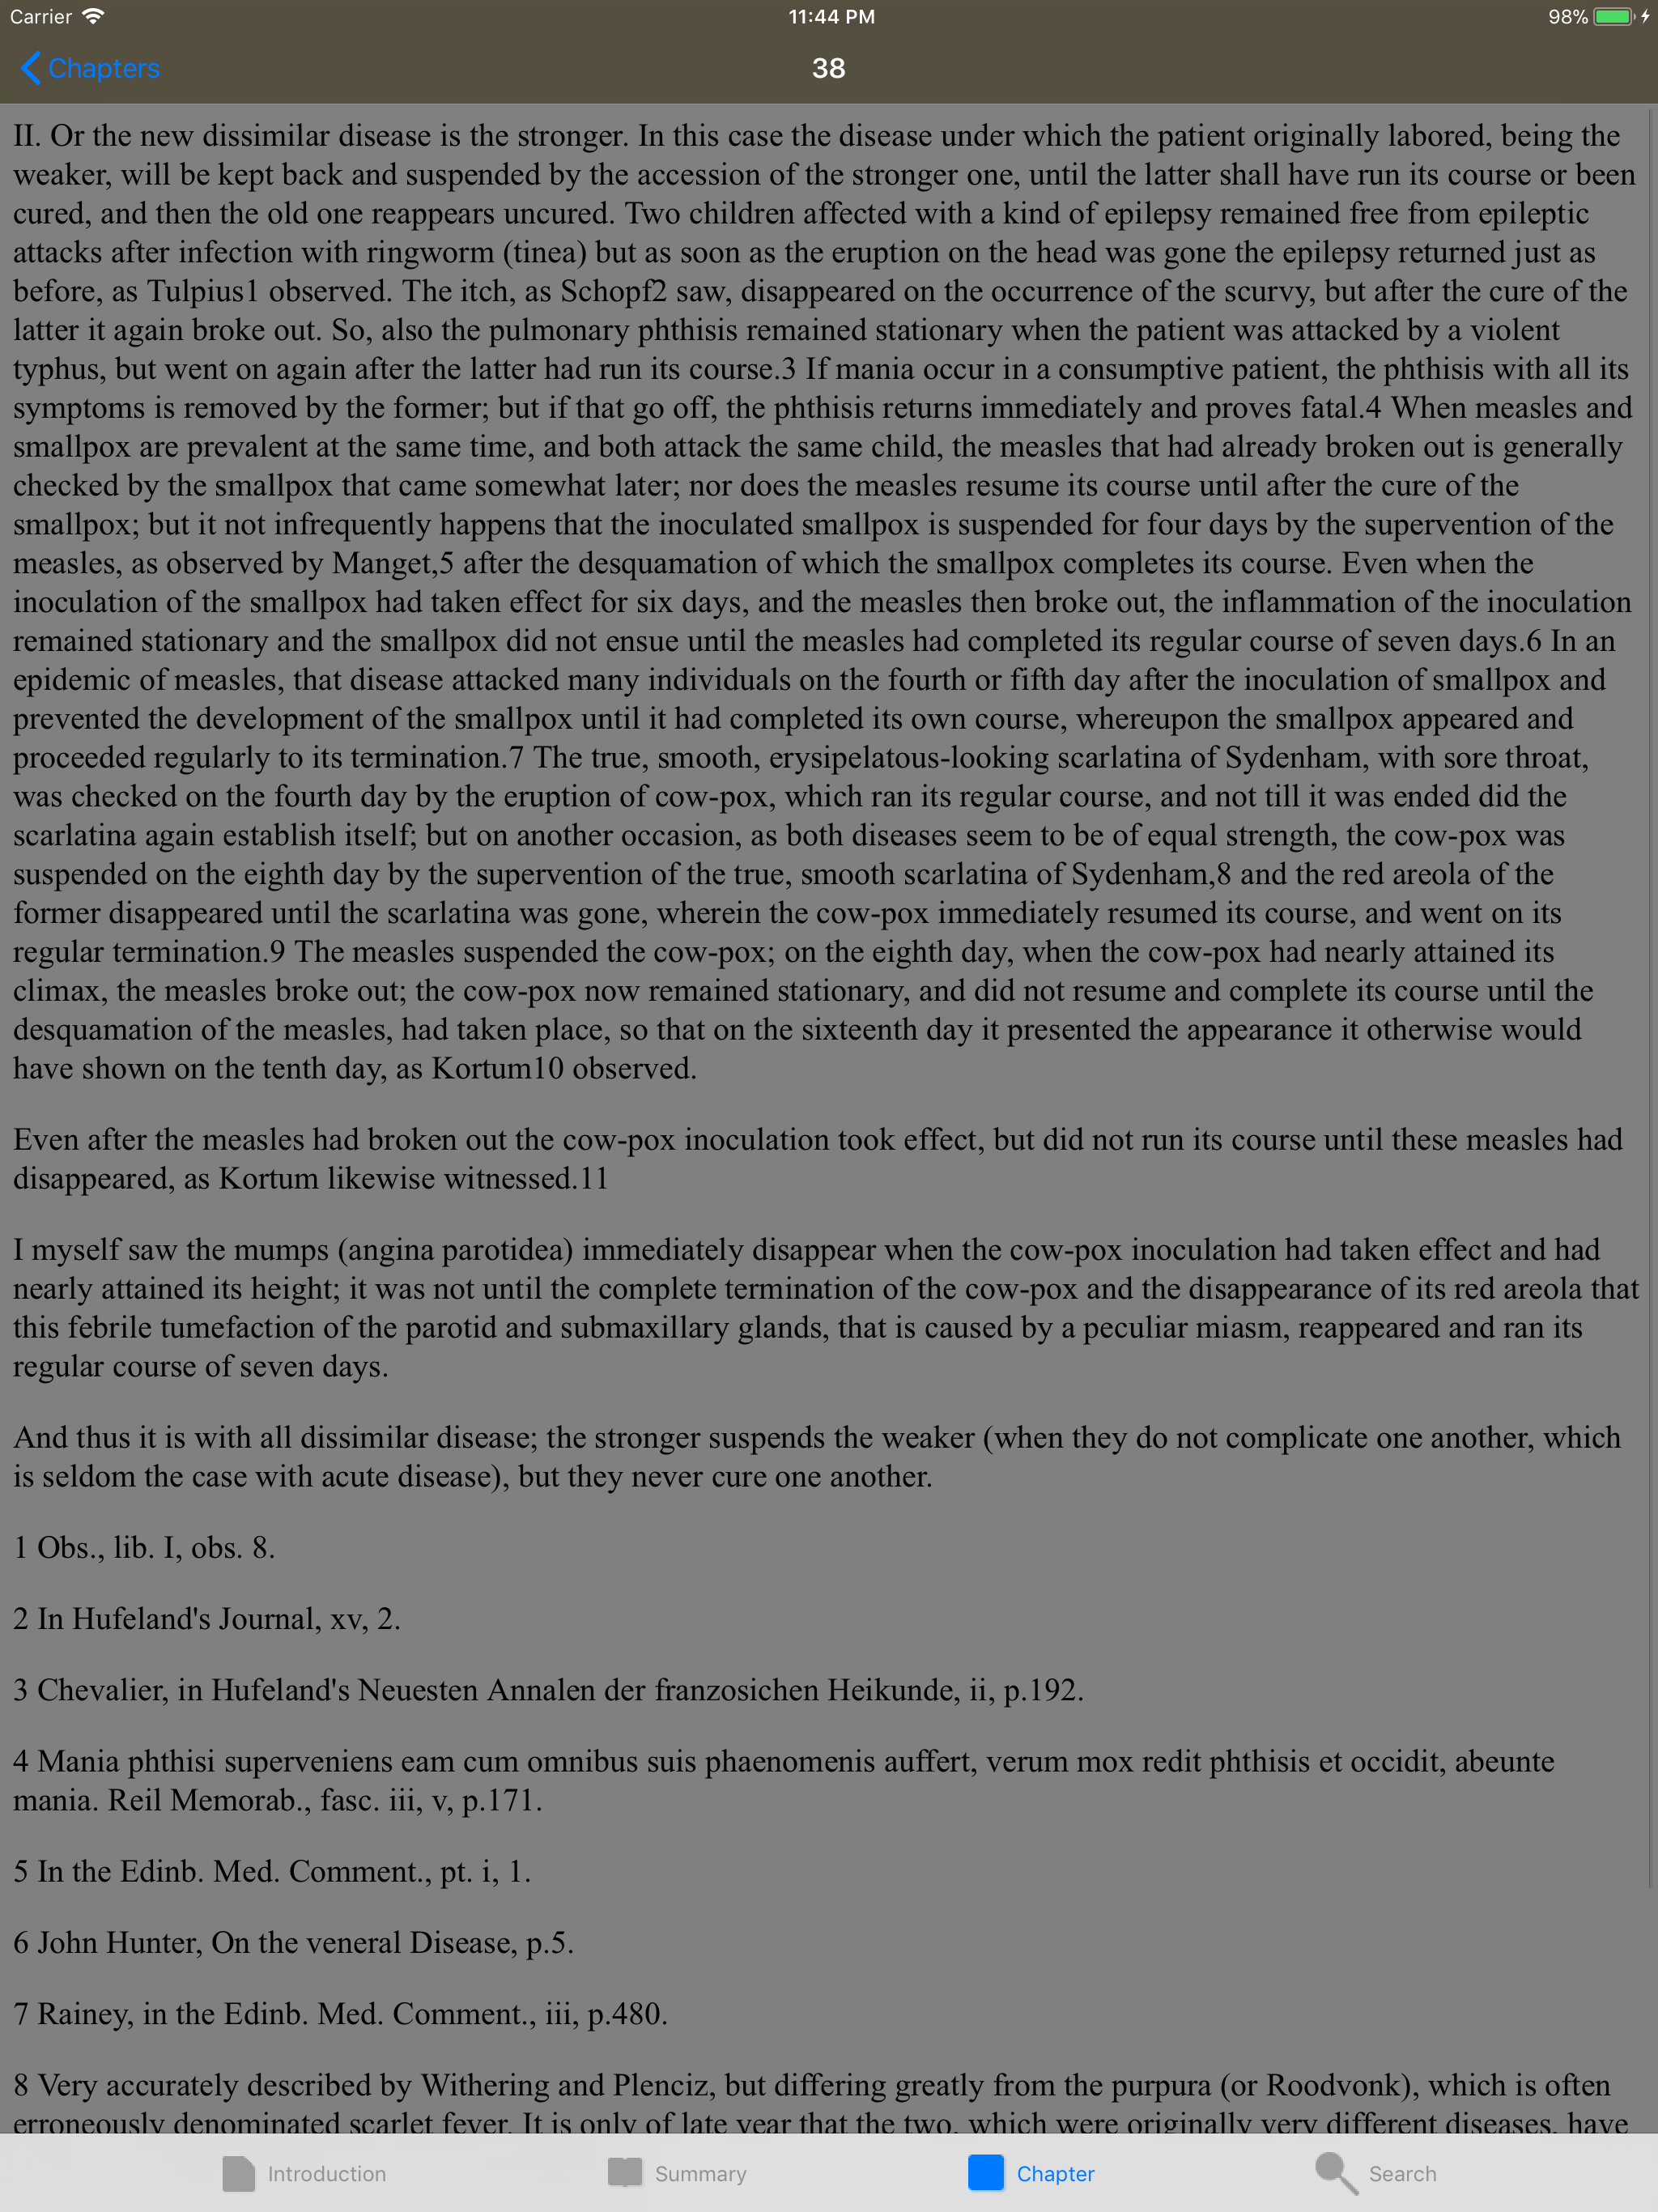 Carrier 11:44 PM 98%
Chapters 38
II. Or the new dissimilar disease is the stronger. In this case the disease under which the patient originally labored, being the
weaker, will be kept back and suspended by the accession of the stronger one, until the latter shall have run its course or been
cured, and then the old one reappears uncured. Two children affected with a kind of epilepsy remained free from epileptic
attacks after infection with ringworm (tinea) but as soon as the eruption on the head was gone the epilepsy returned just as
before, as Tulpius1 observed. The itch, as Schopf2 saw, disappeared on the occurrence of the scurvy, but after the cure of the
latter it again broke out. So, also the pulmonary phthisis remained stationary when the patient was attacked by a violent
typhus, but went on again after the latter had run its course.3 If mania occur in a consumptive patient, the phthisis with all its
symptoms is removed by the former; but if that go off, the phthisis returns immediately and proves fatal.4 When measles and
smallpox are prevalent at the same time, and both attack the same child, the measles that had already broken out is generally
checked by the smallpox that came somewhat later; nor does the measles resume its course until after the cure of the
smallpox; but it not infrequently happens that the inoculated smallpox is suspended for four days by the supervention of the
measles, as observed by Manget,5 after the desquamation of which the smallpox completes its course. Even when the
inoculation of the smallpox had taken effect for six days, and the measles then broke out, the inflammation of the inoculation
remained stationary and the smallpox did not ensue until the measles had completed its regular course of seven days.6 In an
epidemic of measles, that disease attacked many individuals on the fourth or fifth day after the inoculation of smallpox and
prevented the development of the smallpox until it had completed its own course, whereupon the smallpox appeared and
proceeded regularly to its termination.7 The true, smooth, erysipelatous-looking scarlatina of Sydenham, with sore throat,
was checked on the fourth day by the eruption of cow-pox, which ran its regular course, and not till it was ended did the
scarlatina again establish itself; but on another occasion, as both diseases seem to be of equal strength, the cow-pox was
suspended on the eighth day by the supervention of the true, smooth scarlatina of Sydenham,8 and the red areola of the
former disappeared until the scarlatina was gone, wherein the cow-pox immediately resumed its course, and went on its
regular termination.9 The measles suspended the cow-pox; on the eighth day, when the cow-pox had nearly attained its
climax, the measles broke out; the cow-pox now remained stationary, and did not resume and complete its course until the
desquamation of the measles, had taken place, so that on the sixteenth day it presented the appearance it otherwise would
have shown on the tenth day, as Kortum10 observed.
Even after the measles had broken out the cow-pox inoculation took effect, but did not run its course until these measles had
disappeared, as Kortum likewise witnessed.11
I myself saw the mumps (angina parotidea) immediately disappear when the cow-pox inoculation had taken effect and had
nearly attained its height; it was not until the complete termination of the cow-pox and the disappearance of its red areola that
this febrile tumefaction of the parotid and submaxillary glands, that is caused by a peculiar miasm, reappeared and ran its
regular course of seven days.
And thus it is with all dissimilar disease; the stronger suspends the weaker (when they do not complicate one another, which
is seldom the case with acute disease), but they never cure one another.
1 Obs., lib. I, obs. 8.
2 In Hufeland's Journal, xv, 2.
3 Chevalier, in Hufeland's Neuesten Annalen der franzosichen Heikunde, ii, p.192.
4 Mania phthisi superveniens eam cum omnibus suis phaenomenis auffert, verum mox redit phthisis et occidit, abeunte
mania. Reil Memorab., fasc. iii, v, p.171.
5 In the Edinb. Med. Comment., pt. i, 1.
6 John Hunter, On the veneral Disease, p.5.
7 Rainey, in the Edinb. Med. Comment., iii, p.480.
8 Very accurately described by Withering and Plenciz, but differing greatly from the purpura (or Roodvonk), which is often
erroneously denominated scarlet fever. It is only of late year that the two, which were originally very different diseases, have
Introduction Summary Chapter Search